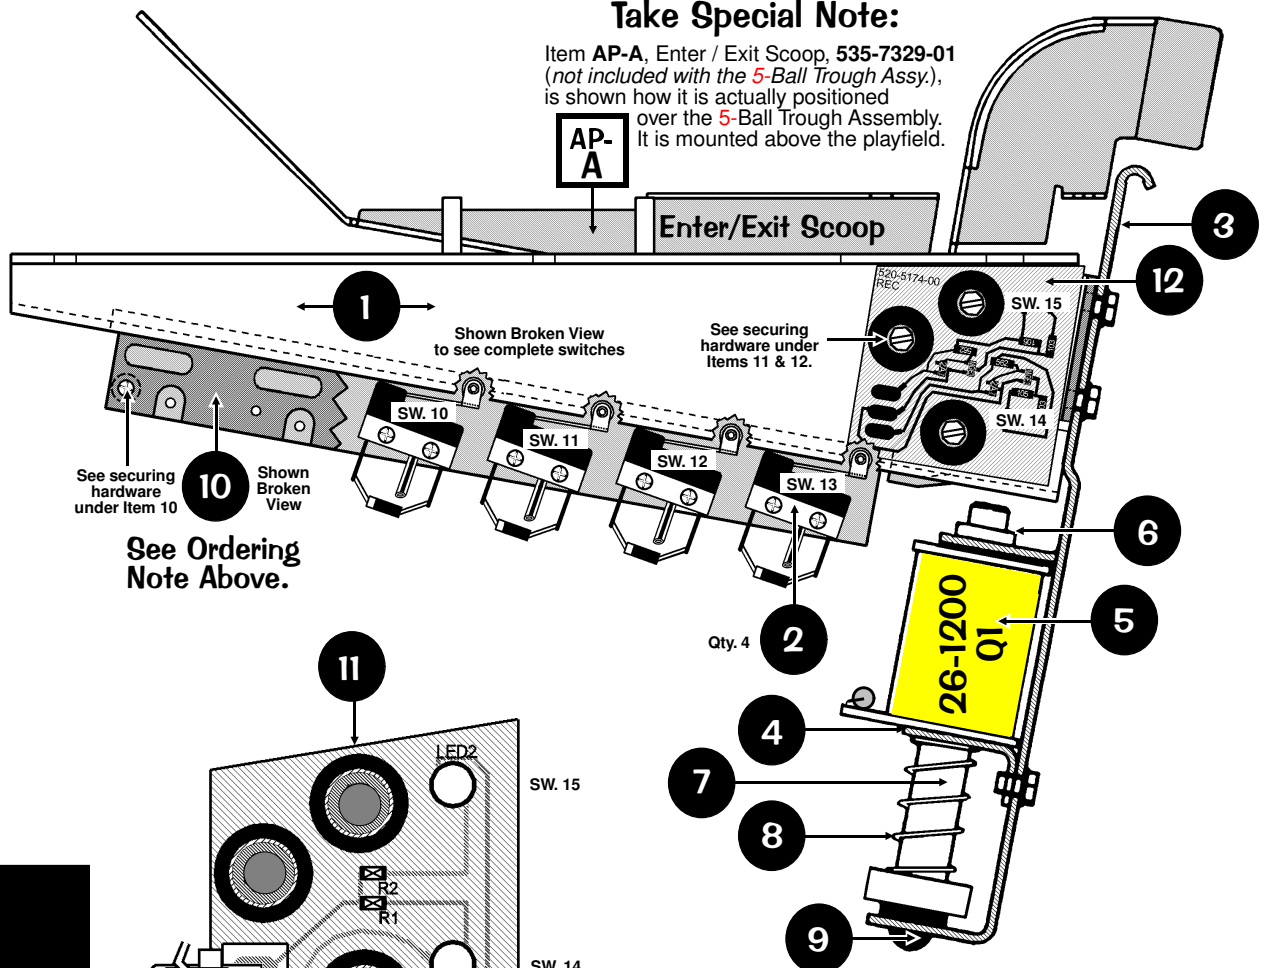 Take Special Note:
Item AP-A, Enter / Exit Scoop, 535-7329-01
(not included with the 5-Ball Trough Assy.),
is shown how it is actually positioned
over the 5-Ball Trough Assembly.
It is mounted above the playfield.
AP-
A
Enter/Exit Scoop
3
12
520-5174-00
REC
SW. 15
1
Shown Broken View
to see complete switches
See securing
hardware under
Items 11 & 12.
SW. 14
SW. 10
SW. 11
SW. 12
SW. 13
See securing
hardware
under Item 10
10
Shown
Broken
View
See Ordering
Note Above.
6
26-1200
Q1
5
Qty. 4
2
11
4
7
8
9
LED2
SW. 15
R2
R1
SW. 14